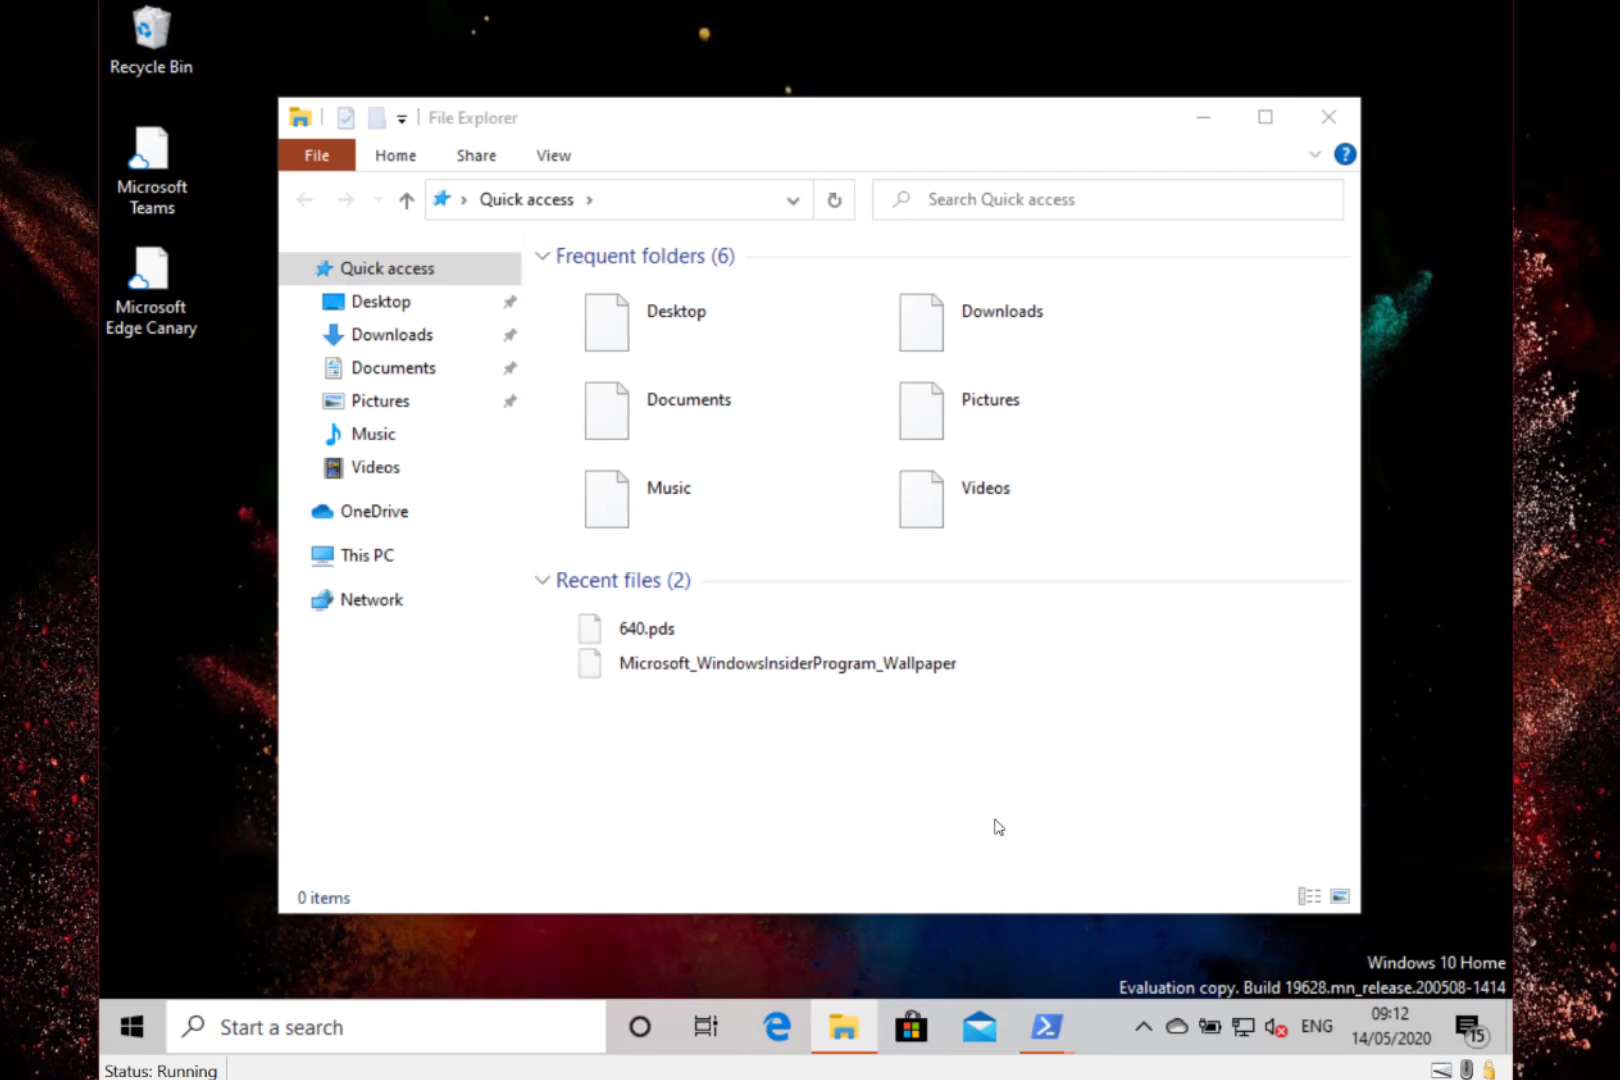 Recycle Bin
Microsoft
Teams
Microsoft
Edge Canary
File Explorer
File Home Share View
?
Quick access
Search Quick access
Quick access
Desktop
Downloads
Documents
Pictures
Music
Videos
OneDrive
This PC
Network
Frequent folders (6)
Desktop
Downloads
Documents
Pictures
Music
Videos
Recent files (2)
640.pds
Microsoft_WindowsInsiderProgram_Wallpaper
0 items
Windows 10 Home
Evaluation copy. Build 19628.mn_release.200508-1414
Start a search
ENG
09:12
14/05/2020
15
Status: Running